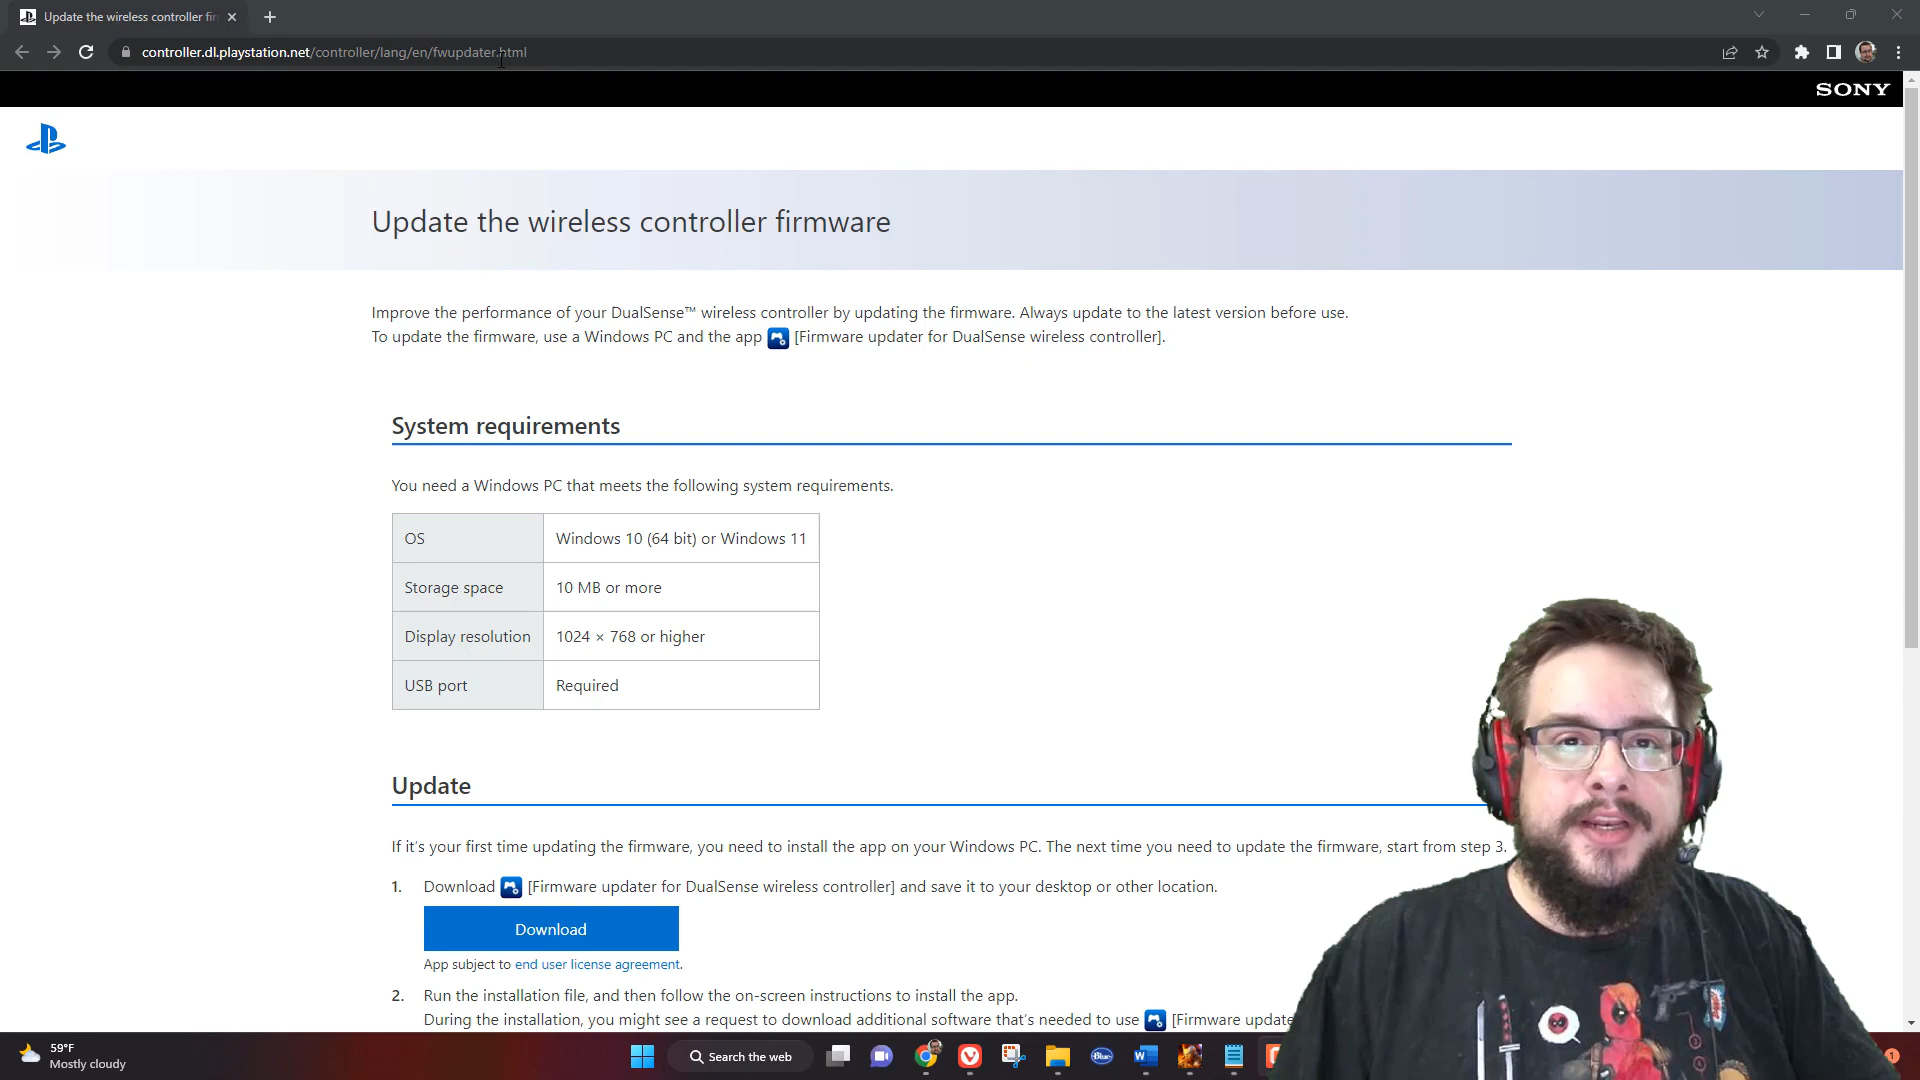 Update the wireless controller fir
controller.dl.playstation.net/controller/lang/en/fwupdater.html
SONY
Update the wireless controller firmware
Improve the performance of your DualSense™ wireless controller by updating the firmware. Always update to the latest version before use.
To update the firmware, use a Windows PC and the app [Firmware updater for DualSense wireless controller].
System requirements
You need a Windows PC that meets the following system requirements.
OS Windows 10 (64 bit) or Windows 11
Storage space 10 MB or more
Display resolution 1024 × 768 or higher
USB port Required
Update
If it's your first time updating the firmware, you need to install the app on your Windows PC. The next time you need to update the firmware, start from step 3.
1. Download [Firmware updater for DualSense wireless controller] and save it to your desktop or other location.
Download
App subject to end user license agreement.
2. Run the installation file, and then follow the on-screen instructions to install the app.
During the installation, you might see a request to download additional software that's needed to use [Firmware update
59°F
Mostly cloudy
Search the web
Blue
1